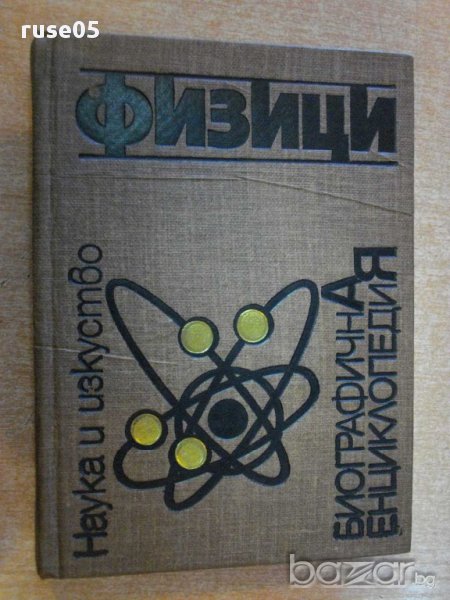 ruse05
ФИЗИЦИ
Наука и изкуство
БИОГРАФИЧНА
ЕНЦИКЛОПЕДИЯ
bazar.bg